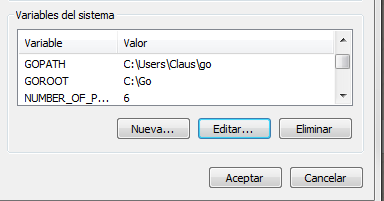 Variables del sistema
Variable Valor
GOPATH C:\Users\Claus\go
GOROOT C:\Go
NUMBER_OF_P... 6
Nueva... Editar... Eliminar
Aceptar Cancelar